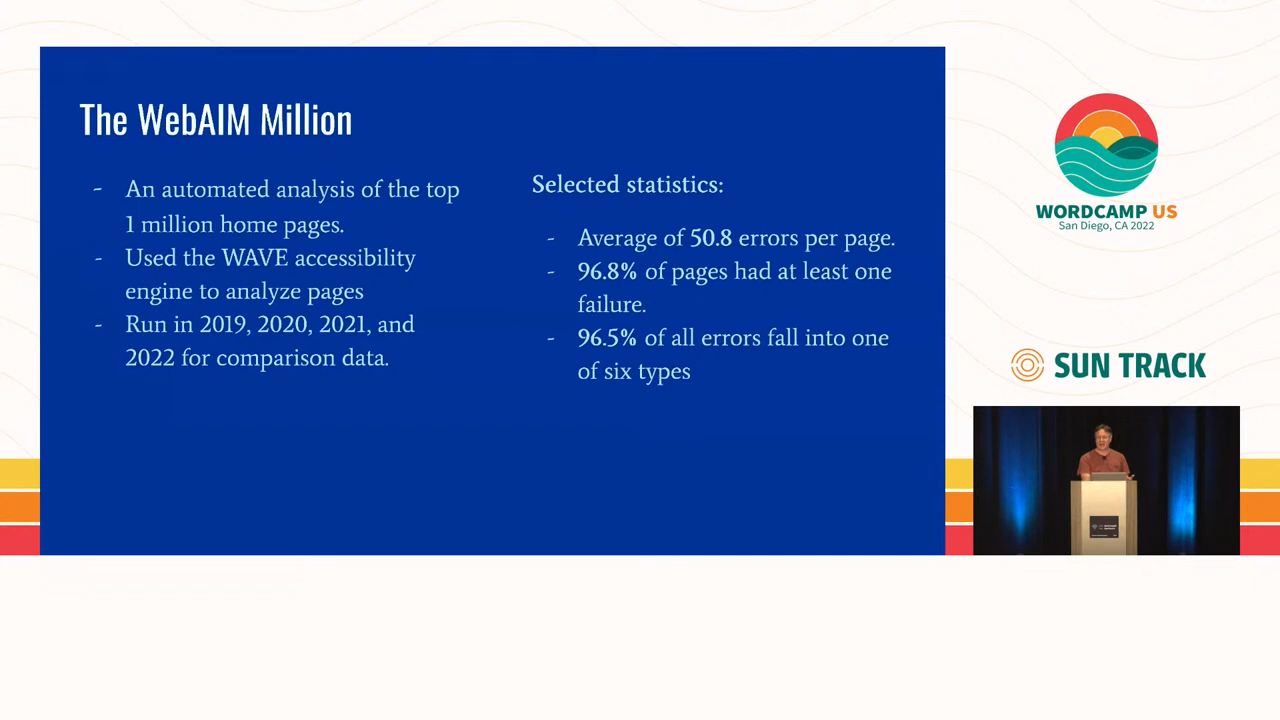 The WebAIM Million
- An automated analysis of the top
1 million home pages.
- Used the WAVE accessibility
engine to analyze pages
- Run in 2019, 2020, 2021, and
2022 for comparison data.
Selected statistics:
- Average of 50.8 errors per page.
- 96.8% of pages had at least one
failure.
- 96.5% of all errors fall into one
of six types
WORDCAMP US
San Diego, CA 2022
SUN TRACK